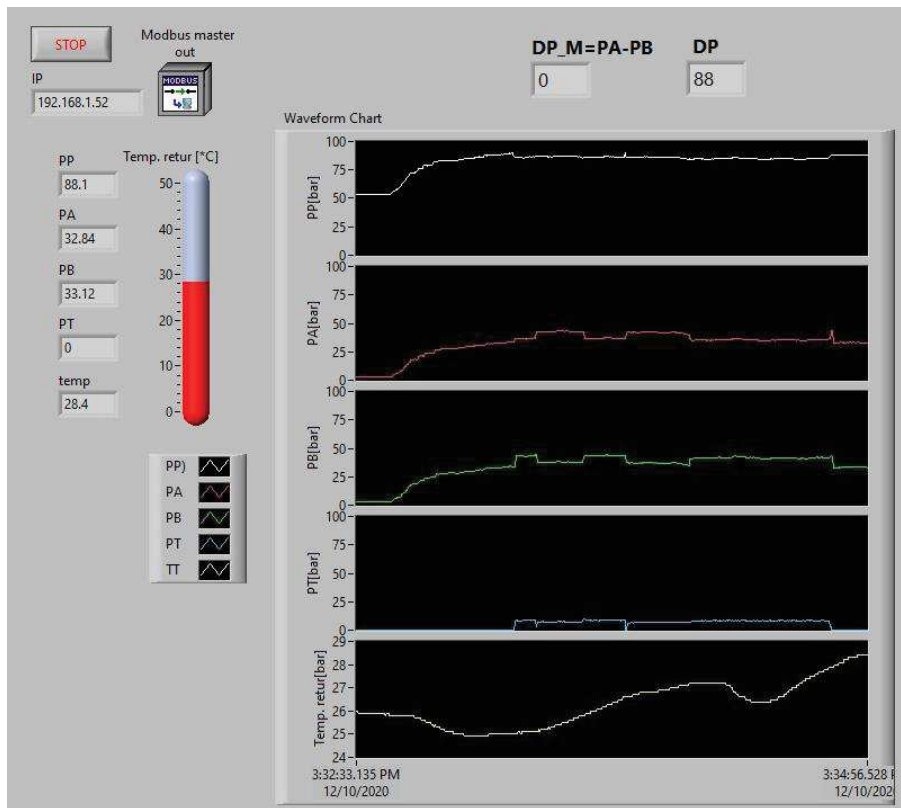 STOP
Modbus master
out
MODBUS
IP
192.168.1.52
DP_M=PA-PB
0
DP
88
PP
88.1
PA
32.84
PB
33.12
PT
0
temp
28.4
Temp. retur [*C]
50
40
30
20
10
0
PP)
PA
PB
PT
TT
Waveform Chart
PP[bar]
100
75
50
25
0
PA[bar]
100
75
50
25
0
PB[bar]
100
75
50
25
0
PT[bar]
100
75
50
25
0
Temp. retur[bar]
29
28
27
26
25
24
3:32:33.135 PM
12/10/2020
3:34:56.528
12/10/202